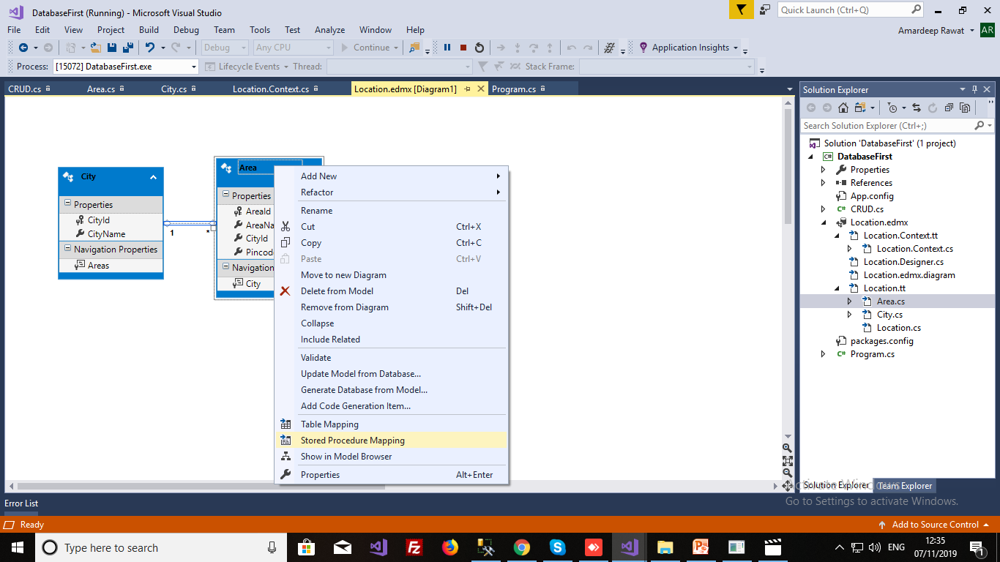 DatabaseFirst (Running) - Microsoft Visual Studio
Quick Launch (Ctrl+Q)
File Edit View Project Build Debug Team Tools Test Analyze Window Help
Amardeep Rawat AR
Debug Any CPU Continue Application Insights
Process: [15072] DatabaseFirst.exe Lifecycle Events Thread: Stack Frame:
CRUD.cs Area.cs City.cs Location.Context.cs Location.edmx [Diagram1] Program.cs
City
Properties
CityId
CityName
Navigation Properties
Areas
1
*
Area
Properties
AreaId
AreaNa
CityId
Pincod
Navigation
City
Add New
Refactor
Rename
Cut Ctrl+X
Copy Ctrl+C
Paste Ctrl+V
Move to new Diagram
Delete from Model Del
Remove from Diagram Shift+Del
Collapse
Include Related
Validate
Update Model from Database...
Generate Database from Model...
Add Code Generation Item...
Table Mapping
Stored Procedure Mapping
Show in Model Browser
Properties Alt+Enter
Solution Explorer
Search Solution Explorer (Ctrl+;)
Solution 'DatabaseFirst' (1 project)
C# DatabaseFirst
Properties
References
App.config
C# CRUD.cs
Location.edmx
Location.Context.tt
Location.Context.cs
Location.Designer.cs
Location.edmx.diagram
Location.tt
Area.cs
City.cs
Location.cs
packages.config
C# Program.cs
Solution Explorer Team Explorer
Activate Windows
Go to Settings to activate Windows.
Error List
Ready
Add to Source Control
Type here to search
ENG
12:35
07/11/2019
1